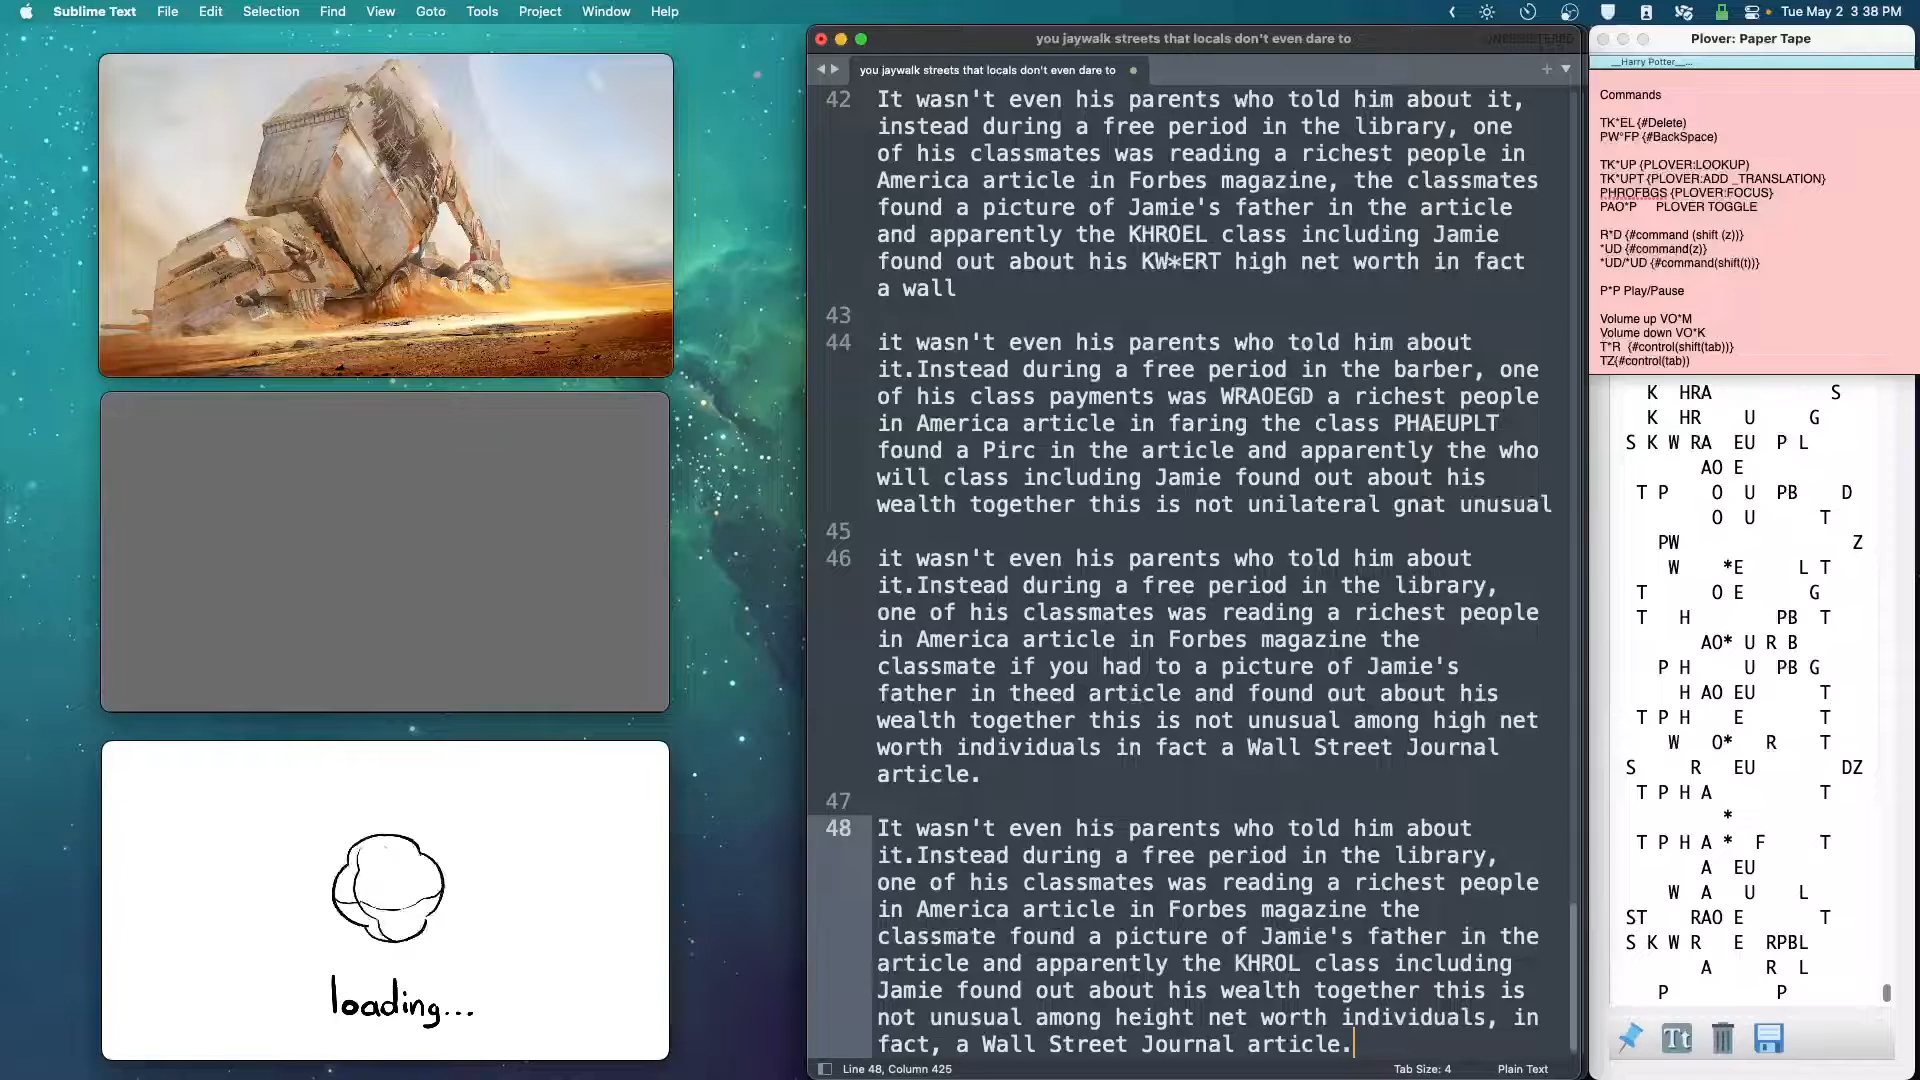 Sublime Text File Edit Selection Find View Goto Tools Project Window Help Tue May 2 3:38 PM
loading...
you jaywalk streets that locals don't even dare to
you jaywalk streets that locals don't even dare to
42 It wasn't even his parents who told him about it,
instead during a free period in the library, one
of his classmates was reading a richest people in
America article in Forbes magazine, the classmates
found a picture of Jamie's father in the article
and apparently the KHROEL class including Jamie
found out about his KW*ERT high net worth in fact
a wall
43
44 it wasn't even his parents who told him about
it.Instead during a free period in the barber, one
of his class payments was WRAOEGD a richest people
in America article in faring the class PHAEUPLT
found a Pirc in the article and apparently the who
will class including Jamie found out about his
wealth together this is not unilateral gnat unusual
45
46 it wasn't even his parents who told him about
it.Instead during a free period in the library,
one of his classmates was reading a richest people
in America article in Forbes magazine the
classmate if you had to a picture of Jamie's
father in theed article and found out about his
wealth together this is not unusual among high net
worth individuals in fact a Wall Street Journal
article.
47
48 It wasn't even his parents who told him about
it.Instead during a free period in the library,
one of his classmates was reading a richest people
in America article in Forbes magazine the
classmate found a picture of Jamie's father in the
article and apparently the KHROL class including
Jamie found out about his wealth together this is
not unusual among height net worth individuals, in
fact, a Wall Street Journal article.
Line 48, Column 425 Tab Size: 4 Plain Text
Plover: Paper Tape
__Harry Potter__...
Commands
TK*EL {#Delete)
PW*FP {#BackSpace)
TK*UP {PLOVER:LOOKUP)
TK*UPT {PLOVER:ADD _TRANSLATION}
PHROFBGS {PLOVER:FOCUS}
PAO*P PLOVER TOGGLE
R*D {#command (shift (z))}
*UD {#command(z)}
*UD/*UD {#command(shift(t))}
P*P Play/Pause
Volume up VO*M
Volume down VO*K
T*R {#control(shift(tab))}
TZ{#control(tab))
K HRA S
K HR U G
S K W RA EU P L
AO E
T P O U PB D
O U T
PW Z
W *E L T
T O E G
T H PB T
AO* U R B
P H U PB G
H AO EU T
T P H E T
W O* R T
S R EU DZ
T P H A T
*
T P H A * F T
A EU
W A U L
ST RAO E T
S K W R E RPBL
A R L
P P
Tt